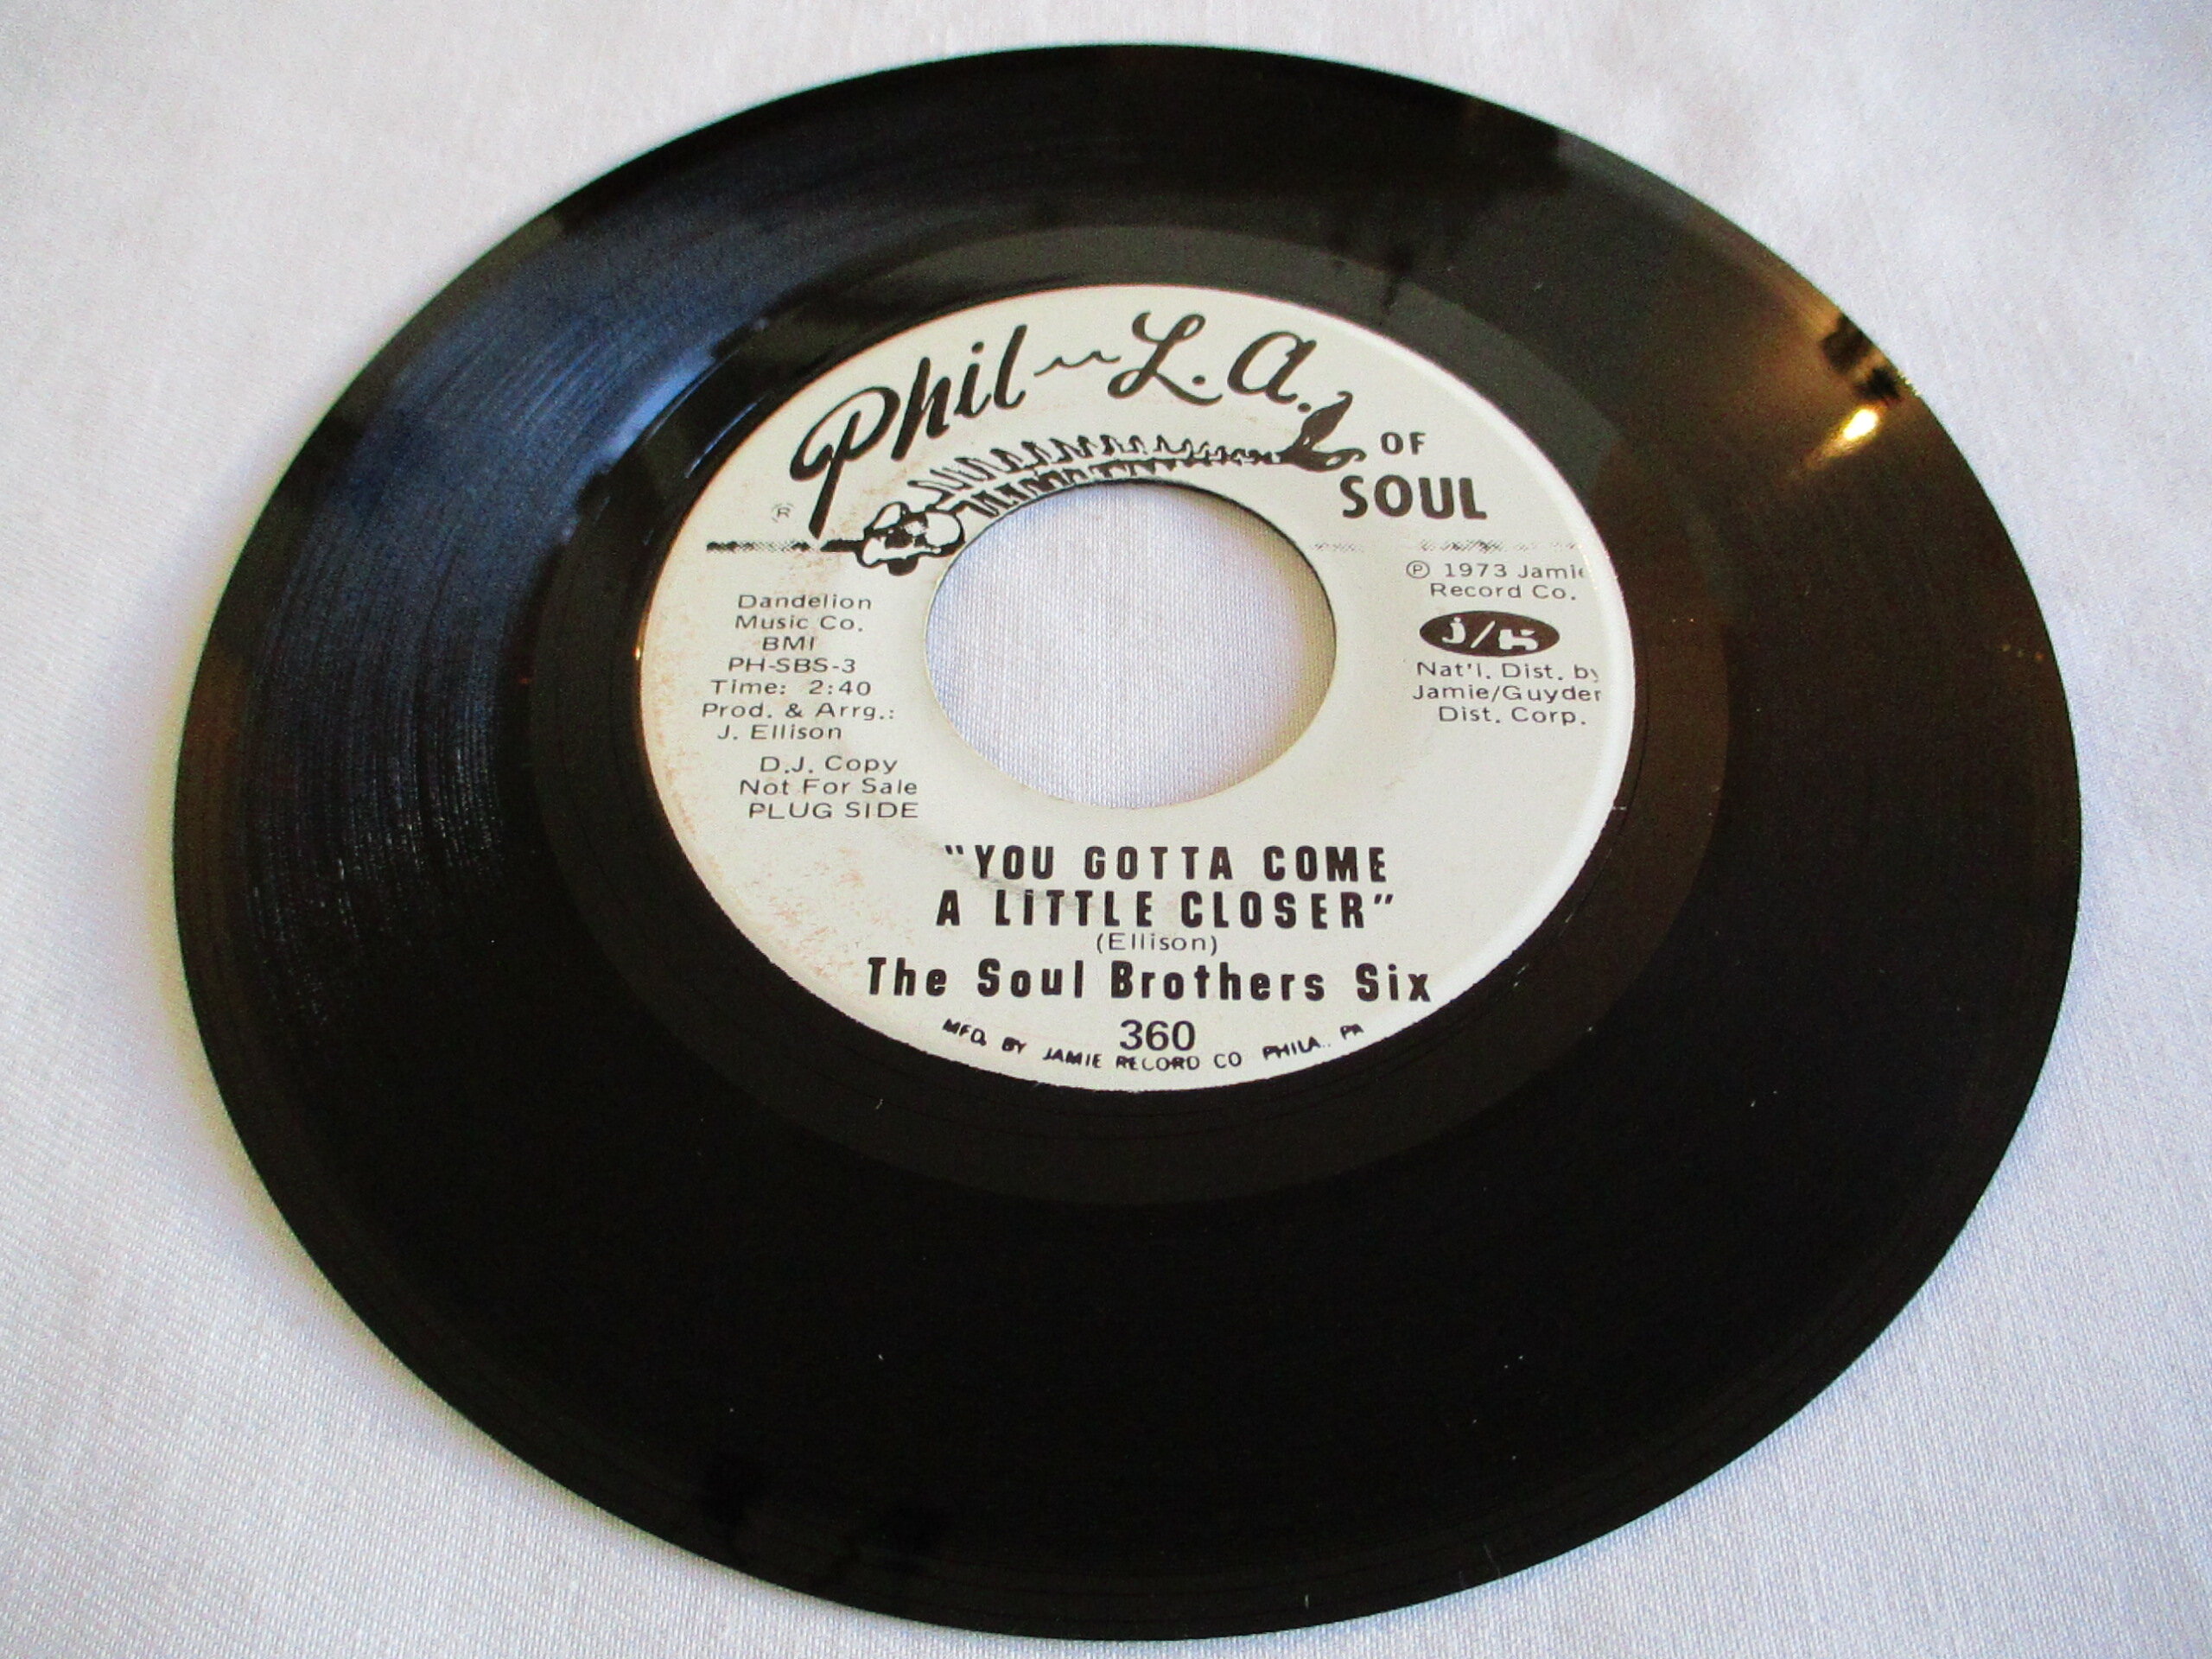 Phil-L.A.
OF
SOUL
®
Dandelion
Music Co.
BMI
PH-SBS-3
Time: 2:40
Prod. & Arrg.:
J. Ellison
D.J. Copy
Not For Sale
PLUG SIDE
℗ 1973 Jamie
Record Co.
j/G
Nat'l. Dist. by
Jamie/Guyden
Dist. Corp.
"YOU GOTTA COME
A LITTLE CLOSER"
(Ellison)
The Soul Brothers Six
360
MFD. BY JAMIE RECORD CO PHILA., PA